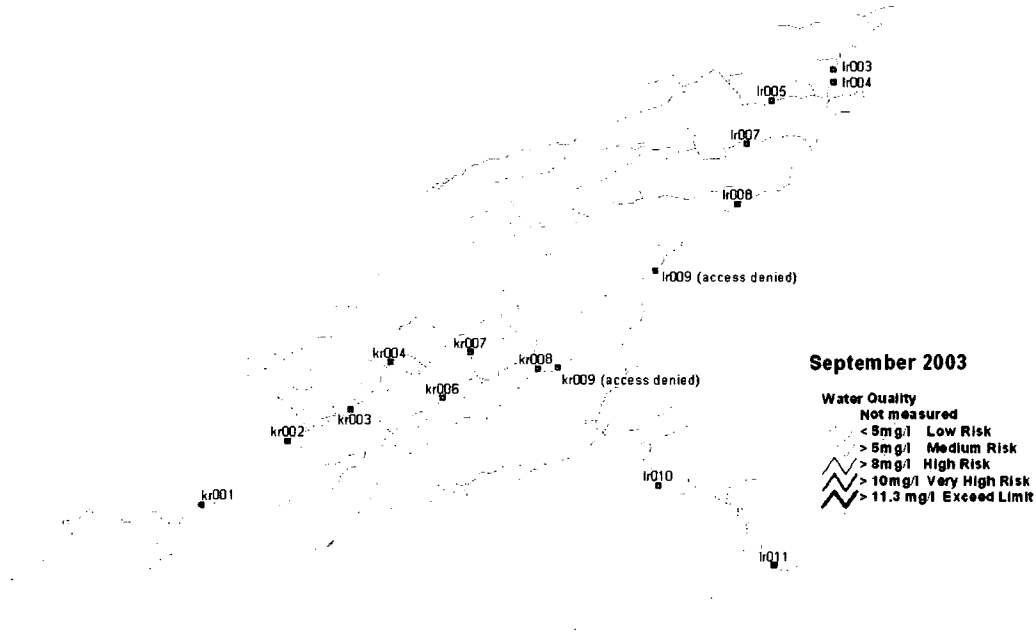 lr003
lr004
lr005
lr007
lr008
lr009 (access denied)
kr004
kr007
kr008
kr009 (access denied)
kr006
kr003
kr002
kr001
lr010
lr011
September 2003
Water Quality
Not measured
< 5mg/l Low Risk
> 5mg/l Medium Risk
> 8mg/l High Risk
> 10mg/l Very High Risk
> 11.3 mg/l Exceed Limit